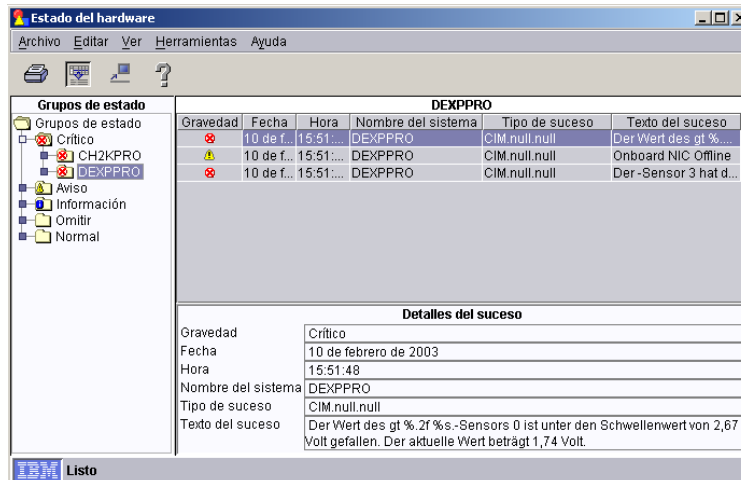 Estado del hardware
Archivo Editar Ver Herramientas Ayuda
Grupos de estado
DEXPPRO
Grupos de estado
Crítico
CH2KPRO
DEXPPRO
Aviso
Información
Omitir
Normal
Gravedad Fecha Hora Nombre del sistema Tipo de suceso Texto del suceso
10 de f... 15:51:... DEXPPRO CIM.null.null Der Wert des gt %....
10 de f... 15:51:... DEXPPRO CIM.null.null Onboard NIC Offline
10 de f... 15:51:... DEXPPRO CIM.null.null Der -Sensor 3 hat d...
Detalles del suceso
Gravedad Crítico
Fecha 10 de febrero de 2003
Hora 15:51:48
Nombre del sistema DEXPPRO
Tipo de suceso CIM.null.null
Texto del suceso Der Wert des gt %.2f %s.-Sensors 0 ist unter den Schwellenwert von 2,67
Volt gefallen. Der aktuelle Wert beträgt 1,74 Volt.
IBM Listo